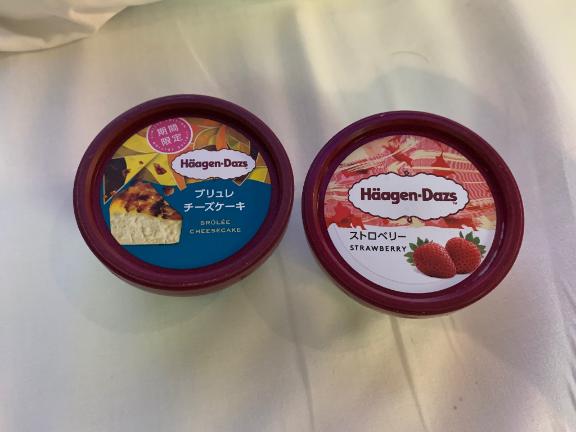 期間
限定
Häagen-Dazs
ブリュレ
チーズケーキ
BRÛLÉE
CHEESECAKE
Häagen-Dazs
ストロベリー
STRAWBERRY